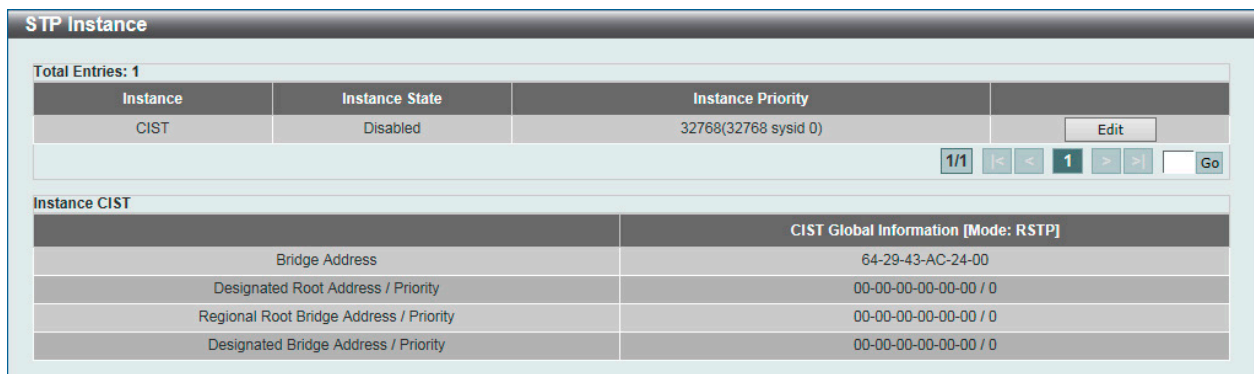 STP Instance
Total Entries: 1
Instance Instance State Instance Priority
CIST Disabled 32768(32768 sysid 0) Edit
1/1 |< < 1 > >| Go
Instance CIST
CIST Global Information [Mode: RSTP]
Bridge Address 64-29-43-AC-24-00
Designated Root Address / Priority 00-00-00-00-00-00 / 0
Regional Root Bridge Address / Priority 00-00-00-00-00-00 / 0
Designated Bridge Address / Priority 00-00-00-00-00-00 / 0